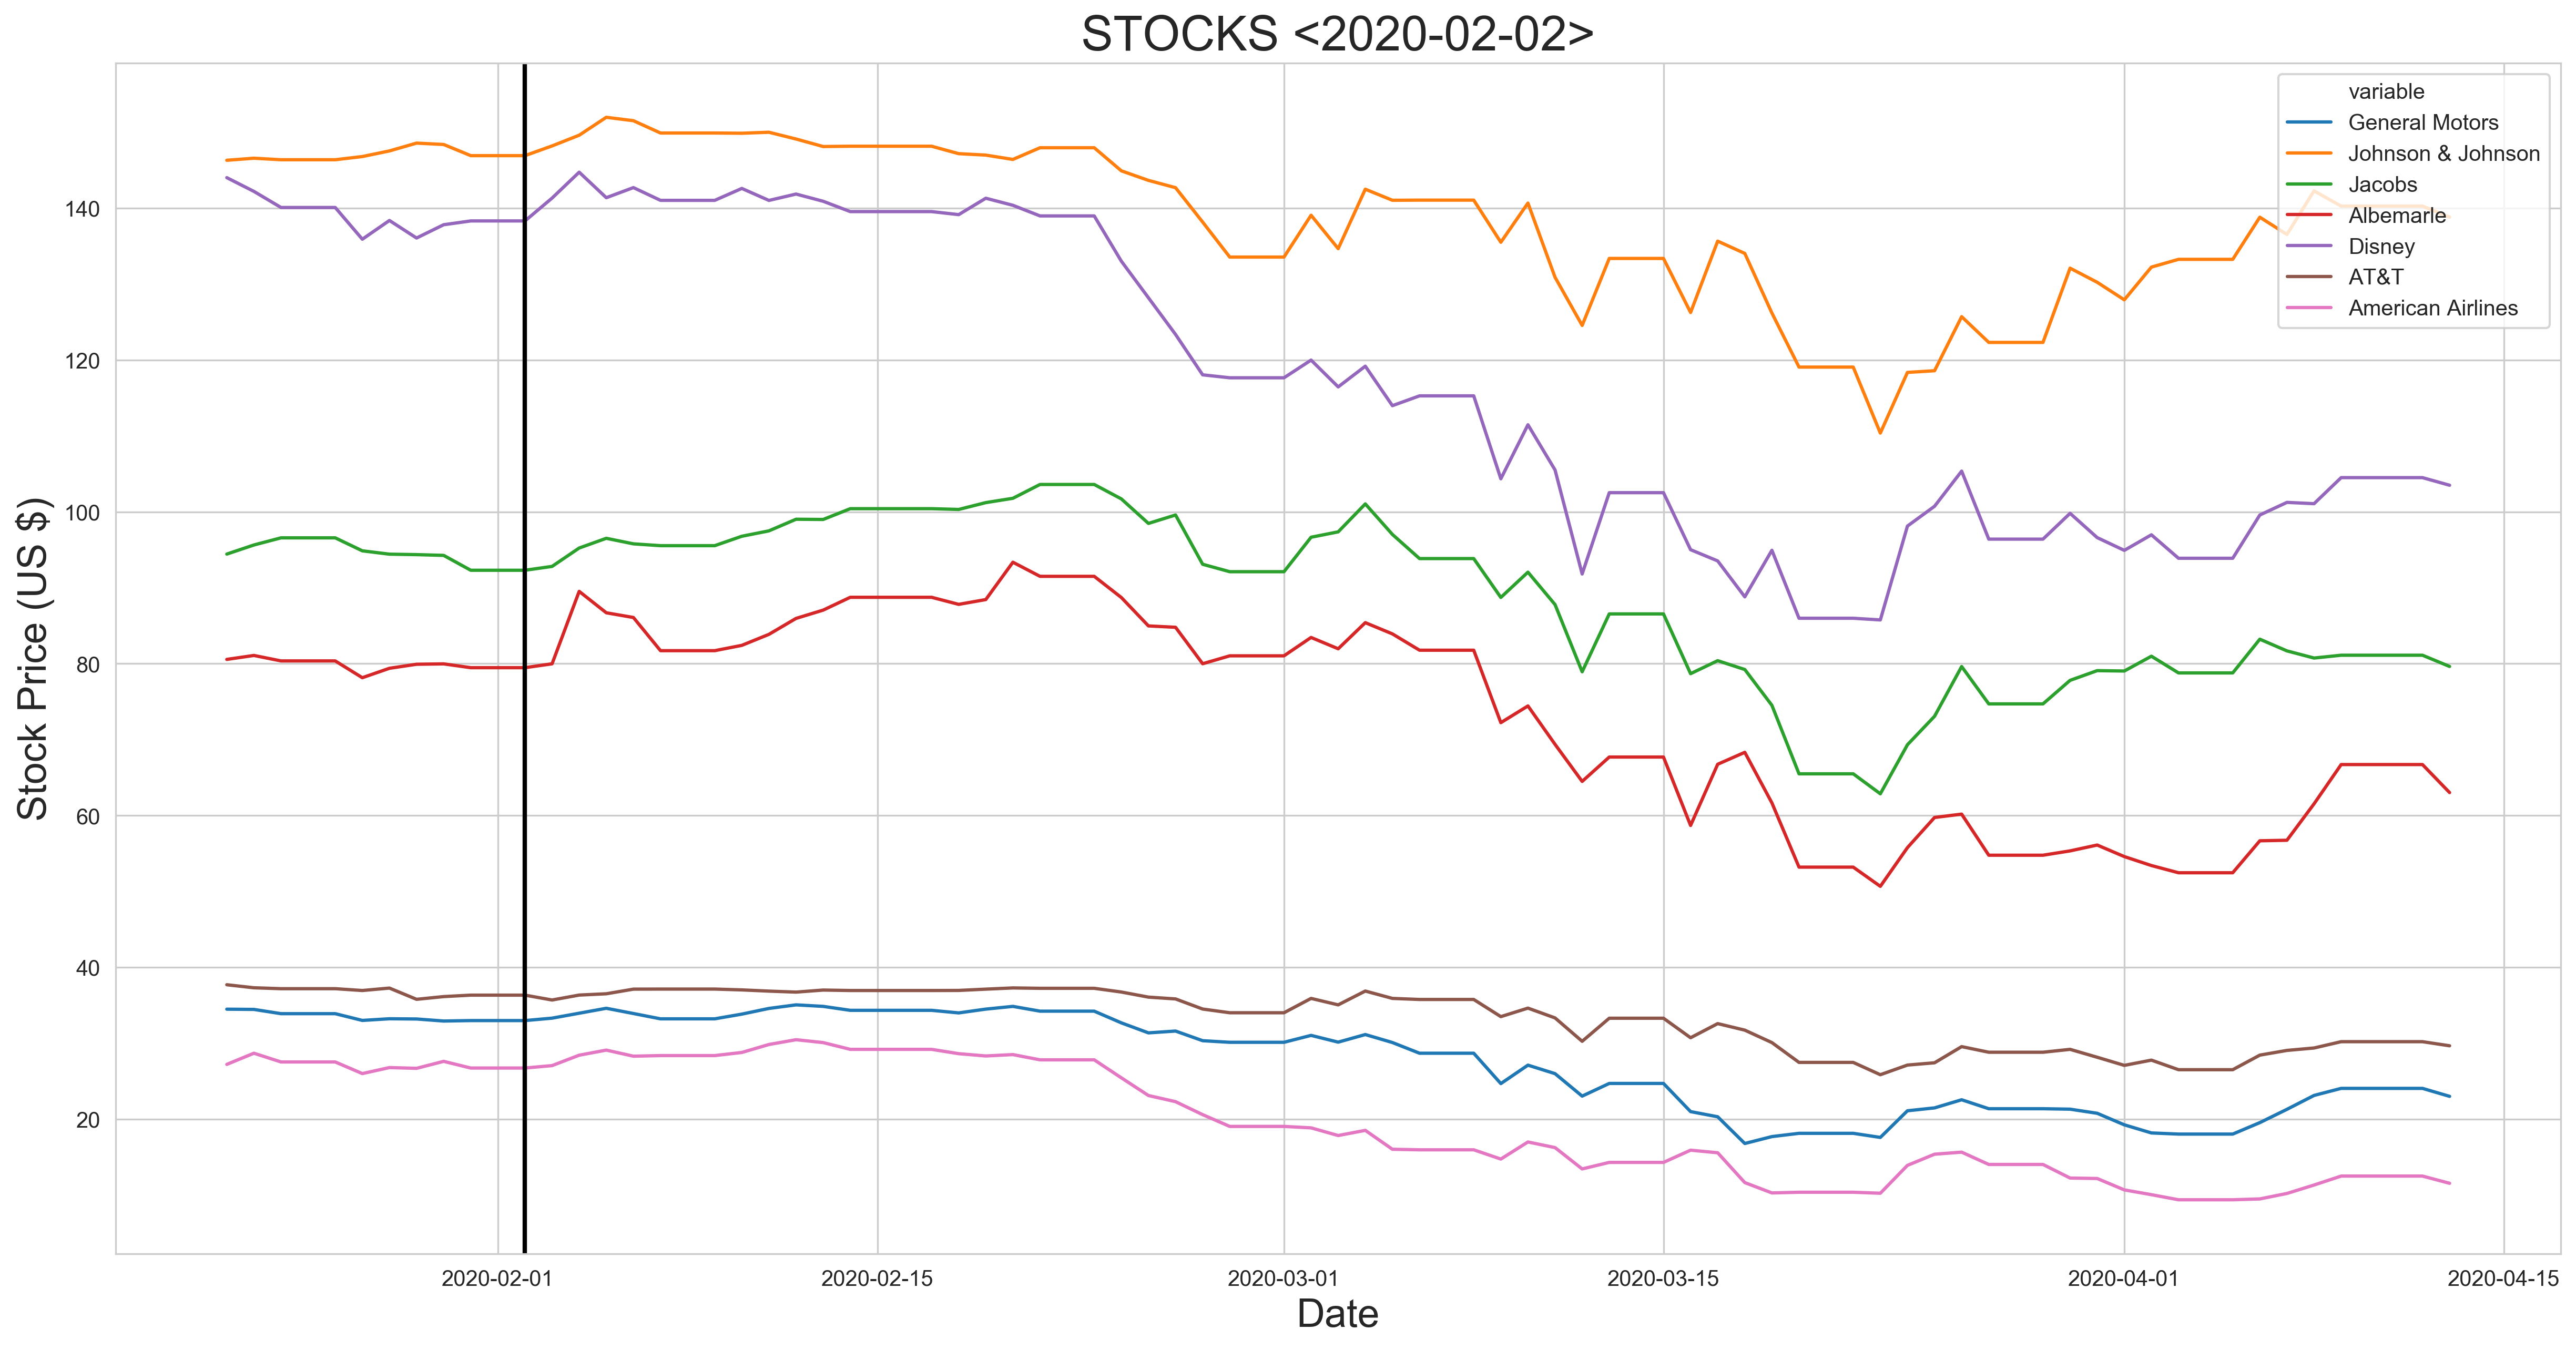 STOCKS <2020-02-02>
variable
General Motors
Johnson & Johnson
Jacobs
Albemarle
Disney
AT&T
American Airlines
Stock Price (US $)
140
120
100
80
60
40
20
2020-02-01
2020-02-15
2020-03-01
2020-03-15
2020-04-01
2020-04-15
Date